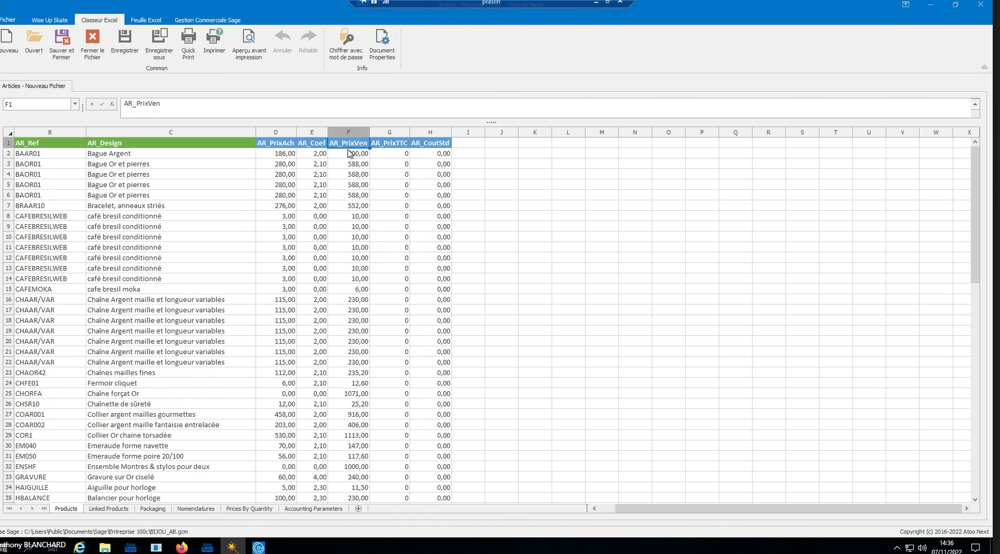 praslin
Articles - Nouveau Fichier - Wise Up Skate
Fichier Wise Up Skate Classeur Excel Feuille Excel Gestion Commerciale Sage
ouveau Ouvert Sauver et Fermer Fermer le Fichier Enregistrer Enregistrer sous Quick Print Imprimer Aperçu avant impression Annuler Rétablir Chiffrer avec mot de passe Document Properties
Common Info
Articles - Nouveau Fichier
F1 AR_PrixVen
B C D E F G H I J K L M N O P Q R S T U V W X
1 AR_Ref AR_Design AR_PrixAch AR_Coef AR_PrixVen AR_PrixTTC AR_CoutStd
2 BAAR01 Bague Argent 186,00 2,00 00,00 0 0,00
3 BAOR01 Bague Or et pierres 280,00 2,10 588,00 0 0,00
4 BAOR01 Bague Or et pierres 280,00 2,10 588,00 0 0,00
5 BAOR01 Bague Or et pierres 280,00 2,10 588,00 0 0,00
6 BAOR01 Bague Or et pierres 280,00 2,10 588,00 0 0,00
7 BRAAR10 Bracelet, anneaux striés 276,00 2,00 552,00 0 0,00
8 CAFEBRESILWEB café bresil conditionné 3,00 0,00 10,00 0 0,00
9 CAFEBRESILWEB café bresil conditionné 3,00 0,00 10,00 0 0,00
10 CAFEBRESILWEB café bresil conditionné 3,00 0,00 10,00 0 0,00
11 CAFEBRESILWEB café bresil conditionné 3,00 0,00 10,00 0 0,00
12 CAFEBRESILWEB café bresil conditionné 3,00 0,00 10,00 0 0,00
13 CAFEBRESILWEB café bresil conditionné 3,00 0,00 10,00 0 0,00
14 CAFEBRESILWEB café bresil conditionné 3,00 0,00 10,00 0 0,00
15 CAFEMOKA cafe bresil moka 3,00 0,00 6,00 0 0,00
16 CHAAR/VAR Chaîne Argent maille et longueur variables 115,00 2,00 230,00 0 0,00
17 CHAAR/VAR Chaîne Argent maille et longueur variables 115,00 2,00 230,00 0 0,00
18 CHAAR/VAR Chaîne Argent maille et longueur variables 115,00 2,00 230,00 0 0,00
19 CHAAR/VAR Chaîne Argent maille et longueur variables 115,00 2,00 230,00 0 0,00
20 CHAAR/VAR Chaîne Argent maille et longueur variables 115,00 2,00 230,00 0 0,00
21 CHAAR/VAR Chaîne Argent maille et longueur variables 115,00 2,00 230,00 0 0,00
22 CHAAR/VAR Chaîne Argent maille et longueur variables 115,00 2,00 230,00 0 0,00
23 CHAOR42 Chaînes mailles fines 112,00 2,10 235,20 0 0,00
24 CHFE01 Fermoir cliquet 6,00 2,10 12,60 0 0,00
25 CHORFA Chaîne forçat Or 0,00 0,00 1071,00 0 0,00
26 CHSR10 Chaînette de sûreté 12,00 2,10 25,20 0 0,00
27 COAR001 Collier argent mailles gourmettes 458,00 2,00 916,00 0 0,00
28 COAR002 Collier argent maille fantaisie entrelacée 203,00 2,00 406,00 0 0,00
29 COR1 Collier Or chaine torsadée 530,00 2,10 1113,00 0 0,00
30 EM040 Emeraude forme navette 70,00 2,10 147,00 0 0,00
31 EM050 Emeraude forme poire 20/100 56,00 2,10 117,60 0 0,00
32 ENSHF Ensemble Montres & stylos pour deux 0,00 0,00 1000,00 0 0,00
33 GRAVURE Gravure sur Or ciselé 60,00 4,00 240,00 0 0,00
34 HAIGUILLE Aiguille pour horloge 5,00 2,30 11,50 0 0,00
35 HBALANCE Balancier pour horloge 100,00 2,30 230,00 0 0,00
Products Linked Products Packaging Nomenclatures Prices By Quantity Accounting Parameters
se Sage : C:\Users\Public\Documents\Sage\Entreprise 100c\BIJOU_AB.gcm Copyright (c) 2016-2022 Atoo Next
nthony BLANCHARD
14:36
07/11/2022